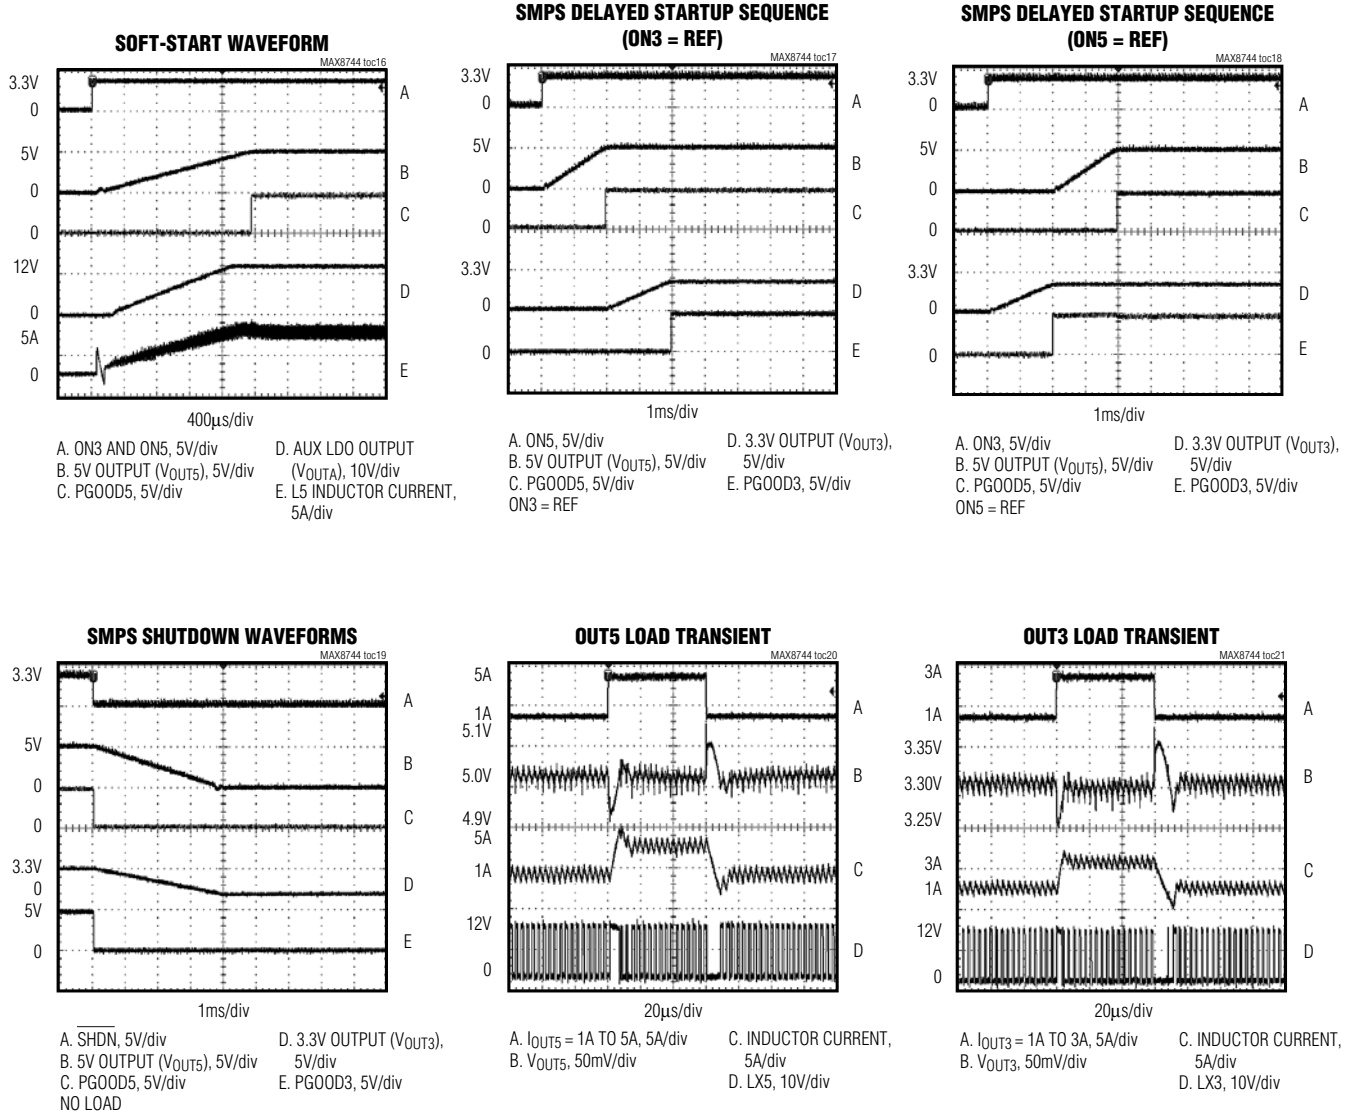 SOFT-START WAVEFORM
MAX8744 toc16
3.3V
0
A
5V
0
B
0
C
12V
0
D
5A
0
E
400µs/div
A. ON3 AND ON5, 5V/div
B. 5V OUTPUT (VOUT5), 5V/div
C. PGOOD5, 5V/div
D. AUX LDO OUTPUT
(VOUTA), 10V/div
E. L5 INDUCTOR CURRENT,
5A/div
SMPS DELAYED STARTUP SEQUENCE
(ON3 = REF)
MAX8744 toc17
3.3V
0
A
5V
0
B
C
0
3.3V
0
D
0
E
1ms/div
A. ON5, 5V/div
B. 5V OUTPUT (VOUT5), 5V/div
C. PGOOD5, 5V/div
ON3 = REF
D. 3.3V OUTPUT (VOUT3),
5V/div
E. PGOOD3, 5V/div
SMPS DELAYED STARTUP SEQUENCE
(ON5 = REF)
MAX8744 toc18
3.3V
0
A
5V
0
B
C
0
3.3V
0
D
0
E
1ms/div
A. ON3, 5V/div
B. 5V OUTPUT (VOUT5), 5V/div
C. PGOOD5, 5V/div
ON5 = REF
D. 3.3V OUTPUT (VOUT3),
5V/div
E. PGOOD3, 5V/div
SMPS SHUTDOWN WAVEFORMS
MAX8744 toc19
3.3V
0
A
5V
0
B
0
C
3.3V
0
D
5V
0
E
1ms/div
A. SHDN, 5V/div
B. 5V OUTPUT (VOUT5), 5V/div
C. PGOOD5, 5V/div
NO LOAD
D. 3.3V OUTPUT (VOUT3),
5V/div
E. PGOOD3, 5V/div
OUT5 LOAD TRANSIENT
MAX8744 toc20
5A
1A
A
5.1V
5.0V
4.9V
B
5A
1A
C
12V
0
D
20µs/div
A. IOUT5 = 1A TO 5A, 5A/div
B. VOUT5, 50mV/div
C. INDUCTOR CURRENT,
5A/div
D. LX5, 10V/div
OUT3 LOAD TRANSIENT
MAX8744 toc21
3A
1A
A
3.35V
3.30V
3.25V
B
3A
1A
C
12V
0
D
20µs/div
A. IOUT3 = 1A TO 3A, 5A/div
B. VOUT3, 50mV/div
C. INDUCTOR CURRENT,
5A/div
D. LX3, 10V/div